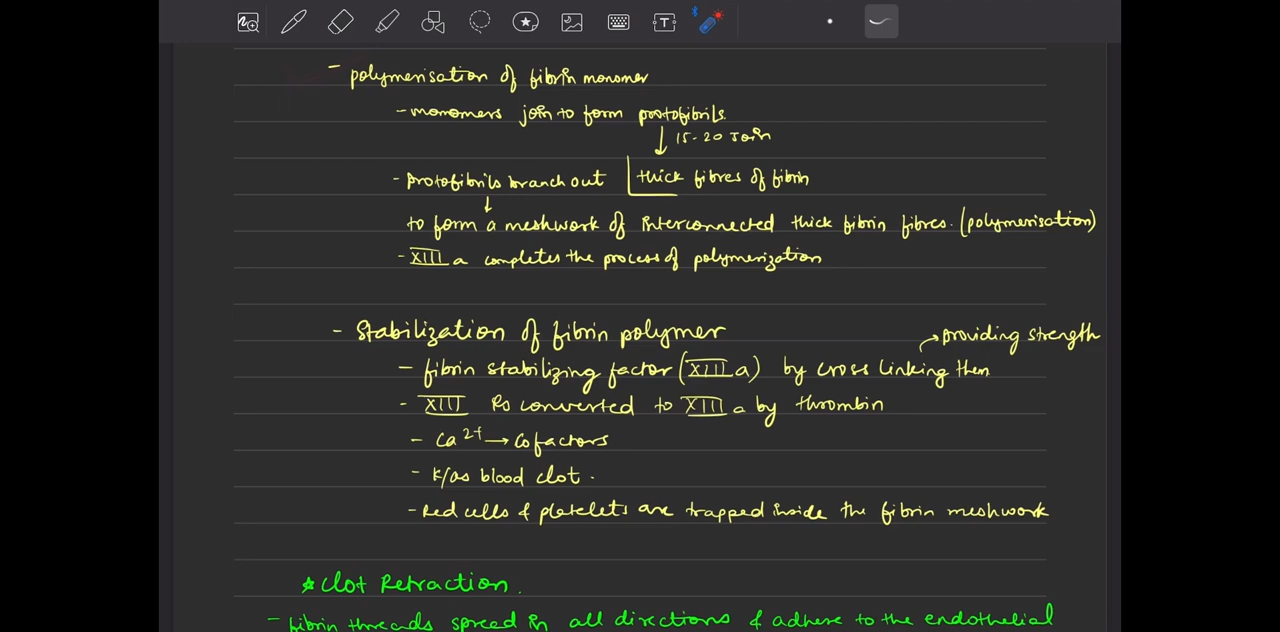 - polymerisation of fibrin monomer
- monomers join to form protofibrils
↓ 15-20 Join
- Protofibrils branch out thick fibres of fibrin
to form a meshwork of interconnected thick fibrin fibres. (polymerisation)
- XIII a completes the process of polymerization
- Stabilization of fibrin polymer
→ providing strength
- fibrin stabilizing factor (XIII a) by cross linking them
- XIII is converted to XIII a by thrombin
- Ca2+ → cofactors
- K/as blood clot.
- Red cells & platelets are trapped inside the fibrin meshwork
* Clot Retraction.
- fibrin threads spread in all directions & adhere to the endothelial